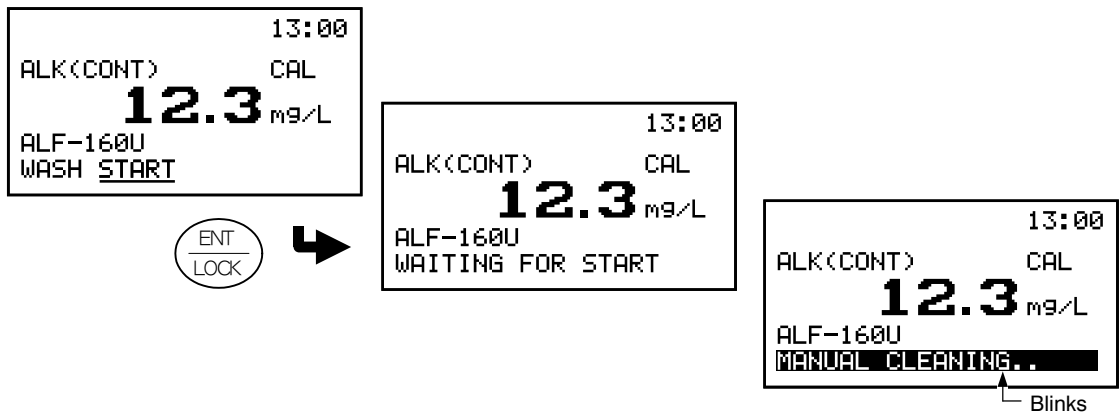 13:00
ALK(CONT) CAL
12.3 mg/L
ALF-160U
WASH START
ENT
LOCK
13:00
ALK(CONT) CAL
12.3 mg/L
ALF-160U
WAITING FOR START
13:00
ALK(CONT) CAL
12.3 mg/L
ALF-160U
MANUAL CLEANING..
Blinks